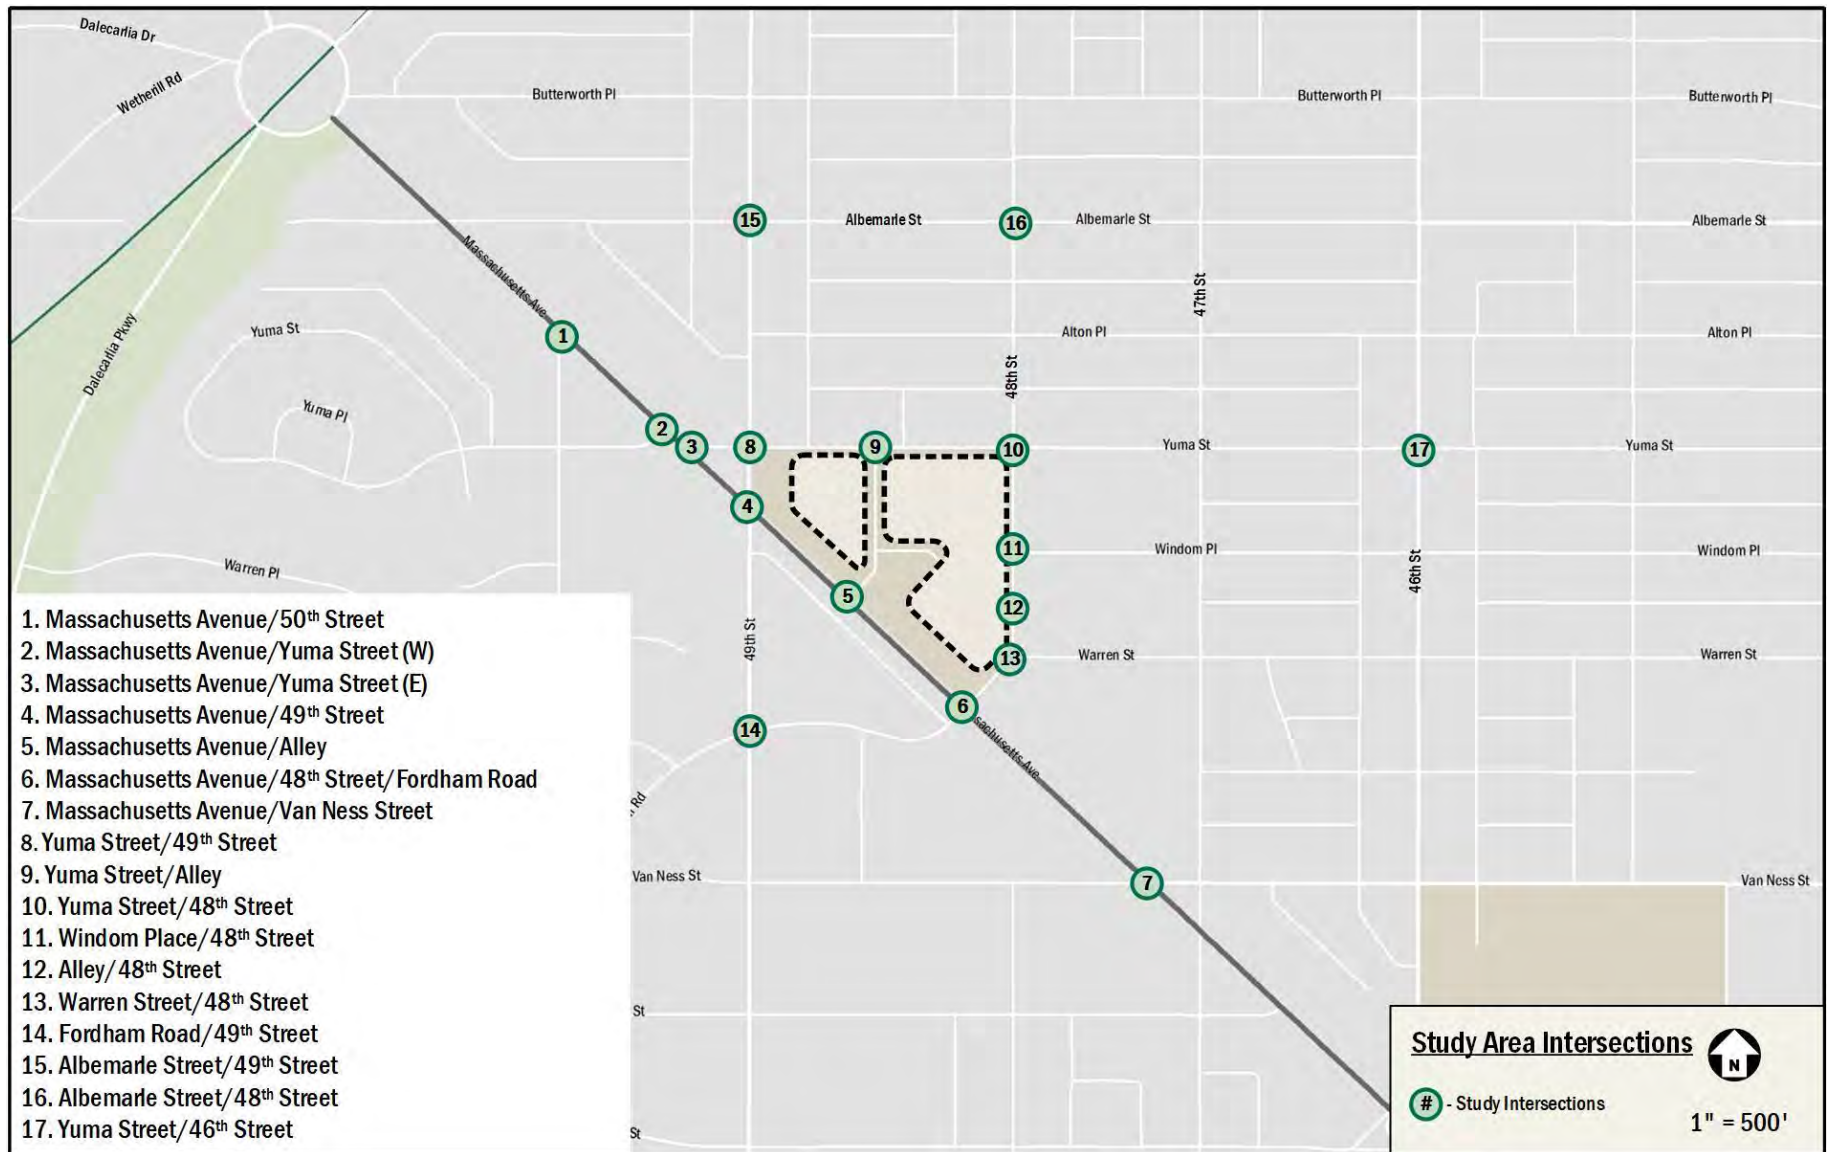 Dalecarlia Dr
Wetherill Rd
Butterworth Pl
Butterworth Pl
Butterworth Pl
15
Albemarle St
16
Albemarle St
Albemarle St
Massachusetts Ave
47th St
Yuma St
1
Alton Pl
Alton Pl
Dalecarlia Pkwy
48th St
Yuma Pl
2
3
8
9
10
Yuma St
17
Yuma St
4
11
Windom Pl
Windom Pl
Warren Pl
46th St
5
12
49th St
13
Warren St
Warren St
6
14
sachusetts Ave
Rd
Van Ness St
7
Van Ness St
St
St
1. Massachusetts Avenue/50th Street
2. Massachusetts Avenue/Yuma Street (W)
3. Massachusetts Avenue/Yuma Street (E)
4. Massachusetts Avenue/49th Street
5. Massachusetts Avenue/Alley
6. Massachusetts Avenue/48th Street/Fordham Road
7. Massachusetts Avenue/Van Ness Street
8. Yuma Street/49th Street
9. Yuma Street/Alley
10. Yuma Street/48th Street
11. Windom Place/48th Street
12. Alley/48th Street
13. Warren Street/48th Street
14. Fordham Road/49th Street
15. Albemarle Street/49th Street
16. Albemarle Street/48th Street
17. Yuma Street/46th Street
Study Area Intersections
N
# - Study Intersections
1" = 500'